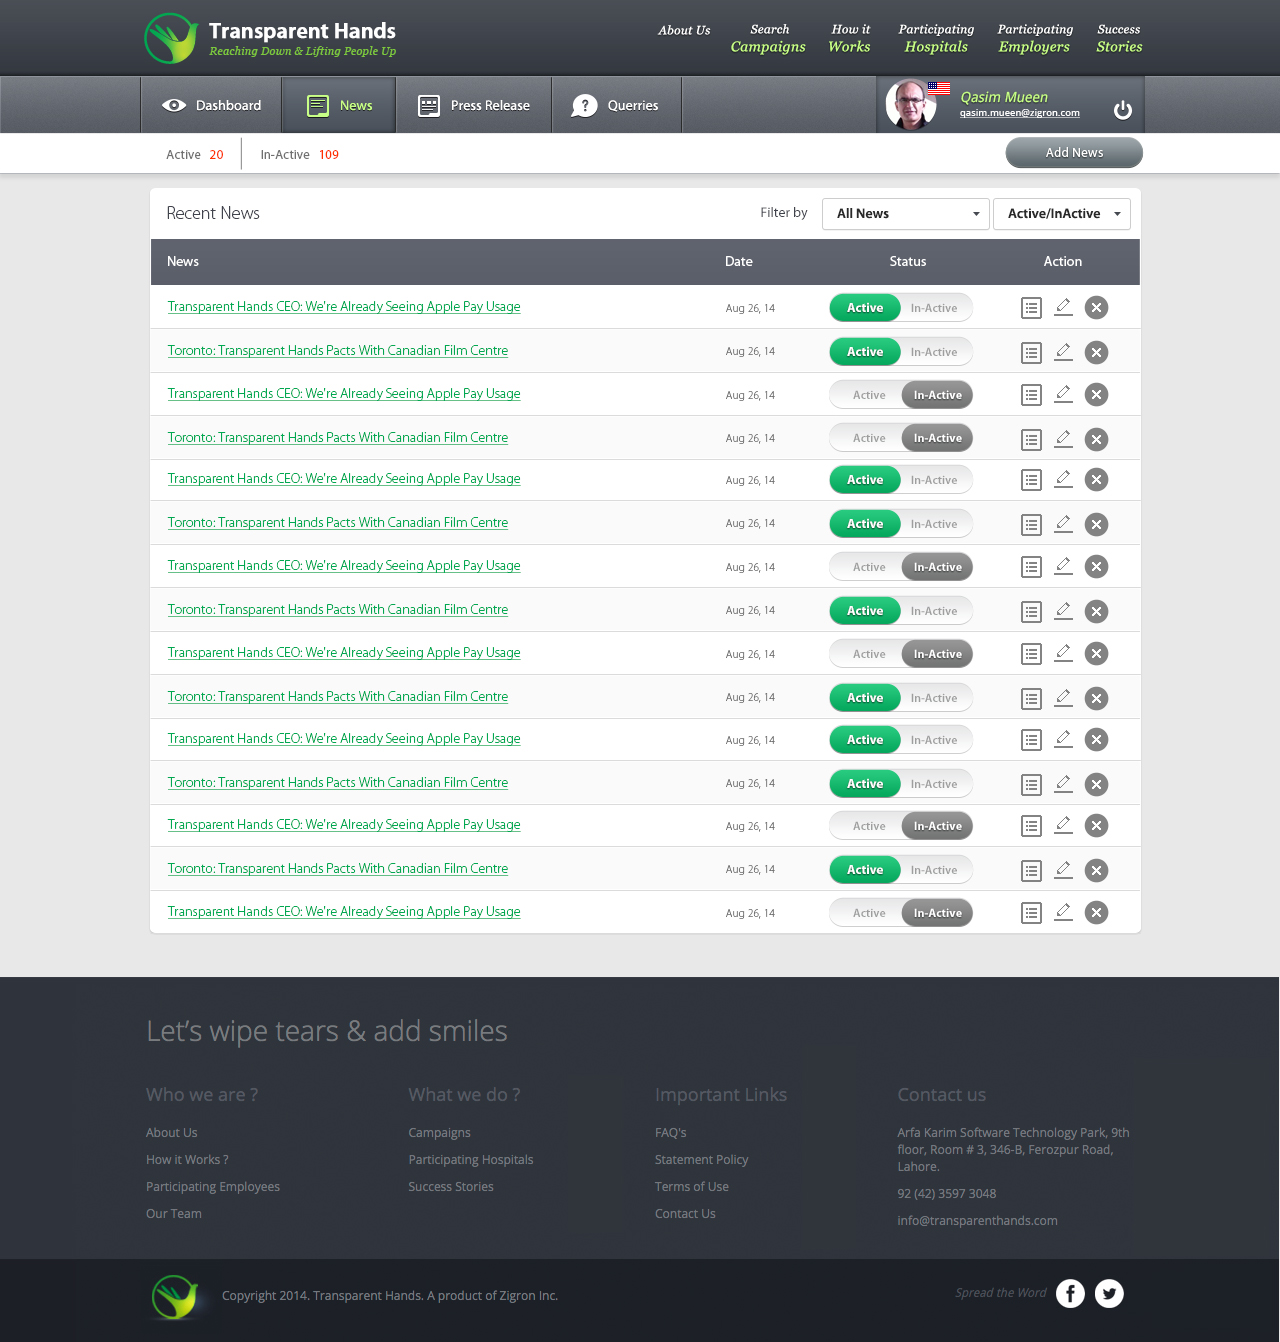 Transparent Hands
Reaching Down & Lifting People Up
About Us
Search
Campaigns
How it
Works
Participating
Hospitals
Participating
Employers
Success
Stories
Dashboard
News
Press Release
? Querries
Qasim Mueen
qasim.mueen@zigron.com
Active 20
In-Active 109
Add News
Recent News
Filter by
All News
Active/InActive
News Date Status Action
Transparent Hands CEO: We're Already Seeing Apple Pay Usage Aug 26, 14 Active In-Active
Toronto: Transparent Hands Pacts With Canadian Film Centre Aug 26, 14 Active In-Active
Transparent Hands CEO: We're Already Seeing Apple Pay Usage Aug 26, 14 Active In-Active
Toronto: Transparent Hands Pacts With Canadian Film Centre Aug 26, 14 Active In-Active
Transparent Hands CEO: We're Already Seeing Apple Pay Usage Aug 26, 14 Active In-Active
Toronto: Transparent Hands Pacts With Canadian Film Centre Aug 26, 14 Active In-Active
Transparent Hands CEO: We're Already Seeing Apple Pay Usage Aug 26, 14 Active In-Active
Toronto: Transparent Hands Pacts With Canadian Film Centre Aug 26, 14 Active In-Active
Transparent Hands CEO: We're Already Seeing Apple Pay Usage Aug 26, 14 Active In-Active
Toronto: Transparent Hands Pacts With Canadian Film Centre Aug 26, 14 Active In-Active
Transparent Hands CEO: We're Already Seeing Apple Pay Usage Aug 26, 14 Active In-Active
Toronto: Transparent Hands Pacts With Canadian Film Centre Aug 26, 14 Active In-Active
Transparent Hands CEO: We're Already Seeing Apple Pay Usage Aug 26, 14 Active In-Active
Toronto: Transparent Hands Pacts With Canadian Film Centre Aug 26, 14 Active In-Active
Transparent Hands CEO: We're Already Seeing Apple Pay Usage Aug 26, 14 Active In-Active
Let's wipe tears & add smiles
Who we are ?
About Us
How it Works ?
Participating Employees
Our Team
What we do ?
Campaigns
Participating Hospitals
Success Stories
Important Links
FAQ's
Statement Policy
Terms of Use
Contact Us
Contact us
Arfa Karim Software Technology Park, 9th
floor, Room # 3, 346-B, Ferozpur Road,
Lahore.
92 (42) 3597 3048
info@transparenthands.com
Copyright 2014. Transparent Hands. A product of Zigron Inc.
Spread the Word